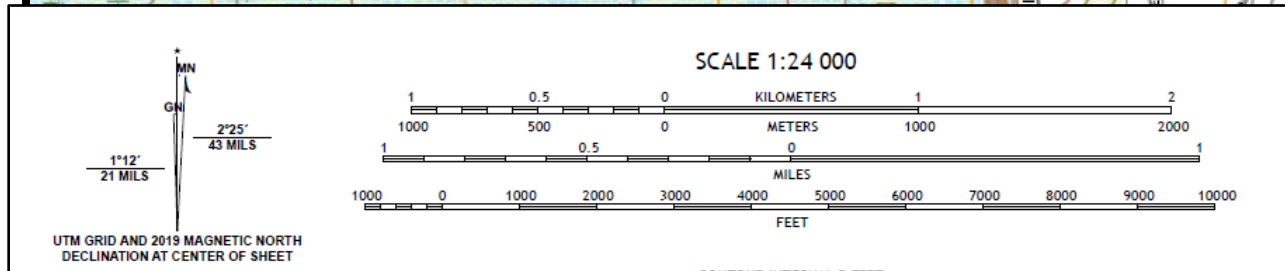 MN
GN
2°25´
43 MILS
1°12´
21 MILS
UTM GRID AND 2019 MAGNETIC NORTH
DECLINATION AT CENTER OF SHEET
SCALE 1:24 000
1 0.5 0 KILOMETERS 1 2
1000 500 0 METERS 1000 2000
1 0.5 0 1
MILES
1000 0 1000 2000 3000 4000 5000 6000 7000 8000 9000 10000
FEET